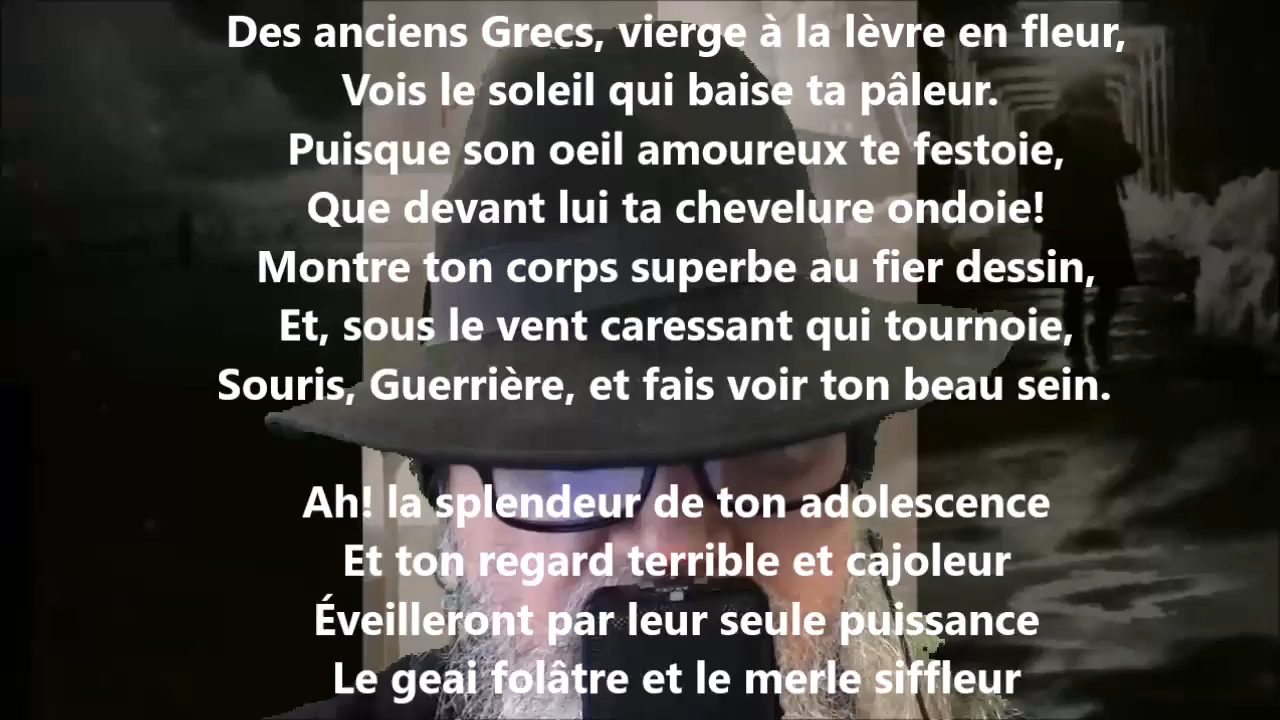 Des anciens Grecs, vierge à la lèvre en fleur,
Vois le soleil qui baise ta pâleur.
Puisque son oeil amoureux te festoie,
Que devant lui ta chevelure ondoie!
Montre ton corps superbe au fier dessin,
Et, sous le vent caressant qui tournoie,
Souris, Guerrière, et fais voir ton beau sein.
Ah! la splendeur de ton adolescence
Et ton regard terrible et cajoleur
Éveilleront par leur seule puissance
Le geai folâtre et le merle siffleur